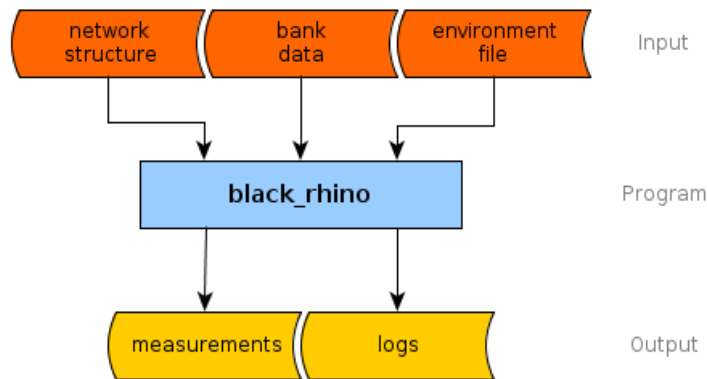 network structure
bank data
environment file
Input
black_rhino
Program
measurements
logs
Output